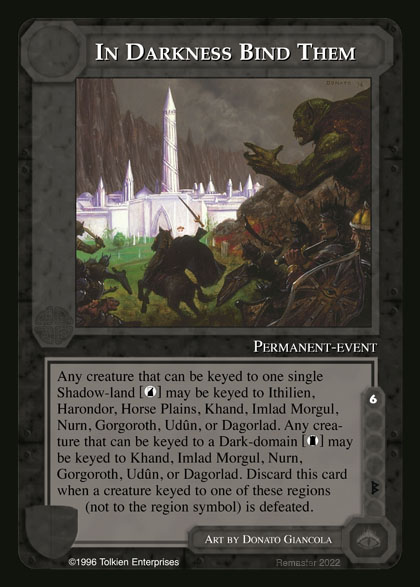 IN DARKNESS BIND THEM
DONATO '96
PERMANENT-EVENT
Any creature that can be keyed to one single
Shadow-land [] may be keyed to Ithilien,
Harondor, Horse Plains, Khand, Imlad Morgul,
Nurn, Gorgoroth, Udûn, or Dagorlad. Any crea-
ture that can be keyed to a Dark-domain [] may
be keyed to Khand, Imlad Morgul, Nurn,
Gorgoroth, Udûn, or Dagorlad. Discard this card
when a creature keyed to one of these regions
(not to the region symbol) is defeated.
6
ART BY DONATO GIANCOLA
©1996 Tolkien Enterprises
Remaster 2022